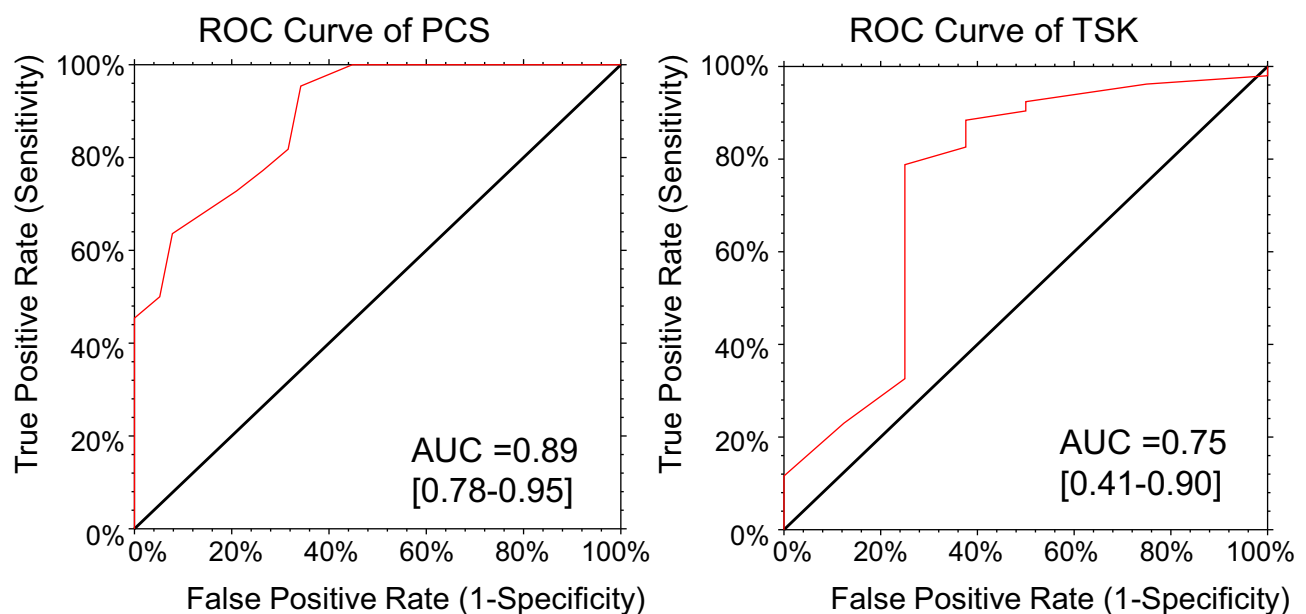 ROC Curve of PCS
True Positive Rate (Sensitivity)
100%
80%
60%
40%
20%
0%
AUC =0.89
[0.78-0.95]
0% 20% 40% 60% 80% 100%
False Positive Rate (1-Specificity)
ROC Curve of TSK
True Positive Rate (Sensitivity)
100%
80%
60%
40%
20%
0%
AUC =0.75
[0.41-0.90]
0% 20% 40% 60% 80% 100%
False Positive Rate (1-Specificity)